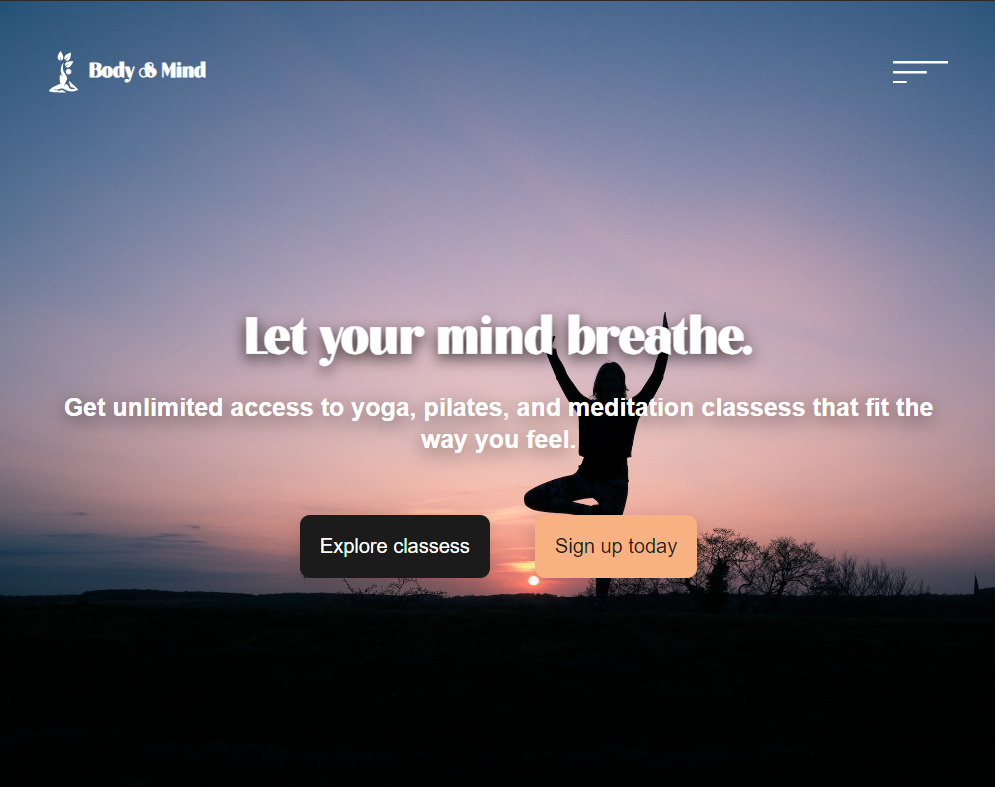 Body & Mind
Let your mind breathe.
Get unlimited access to yoga, pilates, and meditation classess that fit the
way you feel.
Explore classess
Sign up today